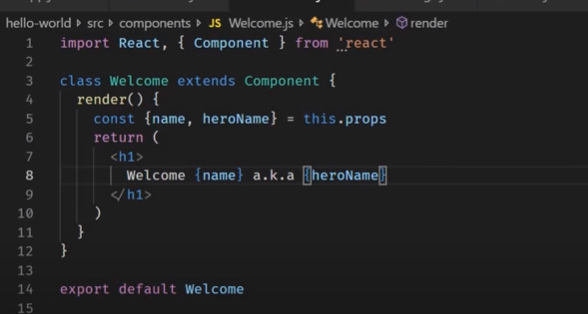 hello-world > src > components > JS Welcome.js > Welcome > render
1 import React, { Component } from 'react'
2
3 class Welcome extends Component {
4   render() {
5     const {name, heroName} = this.props
6     return (
7       <h1>
8         Welcome {name} a.k.a {heroName}
9       </h1>
10     )
11   }
12 }
13
14 export default Welcome
15